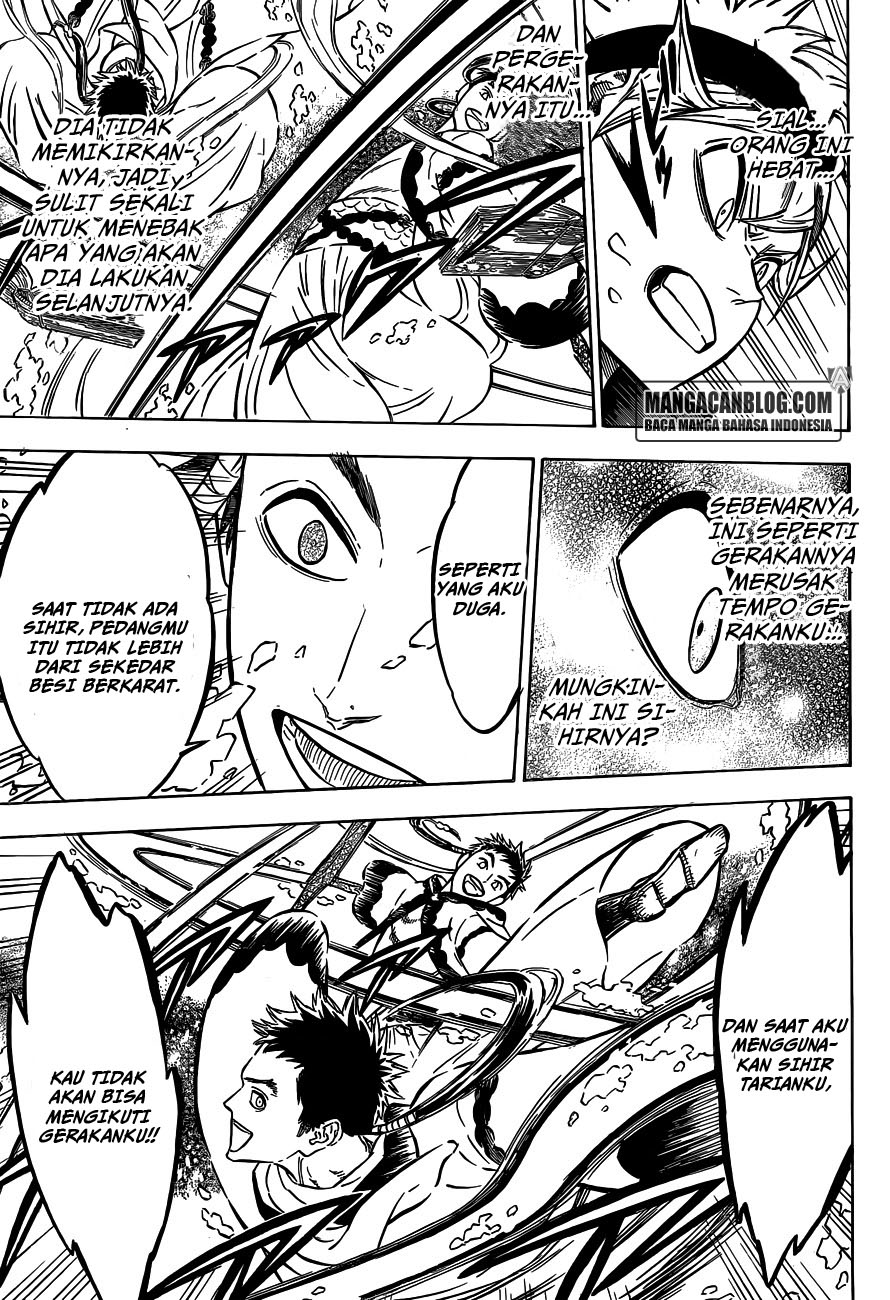 SIAL...
ORANG INI
HEBAT...
DAN
PERGE-
RAKAN-
NYA ITU...
DIA TIDAK
MEMIKIRKAN-
NYA, JADI
SULIT SEKALI
UNTUK MENEBAK
APA YANG AKAN
DIA LAKUKAN
SELANJUTNYA.
MANGACANBLOG.COM
BACA MANGA BAHASA INDONESIA
SEBENARNYA,
INI SEPERTI
GERAKANNYA
MERUSAK
TEMPO GE-
RAKANKU...
MUNGKIN-
KAH INI SI-
HIRNYA?
SEPERTI
YANG AKU
DUGA.
SAAT TIDAK ADA
SIHIR, PEDANGMU
ITU TIDAK LEBIH
DARI SEKEDAR
BESI BERKARAT.
DAN SAAT AKU
MENGGUNA-
KAN SIHIR
TARIANKU,
KAU TIDAK
AKAN BISA
MENGIKUTI
GERAKANKU!!